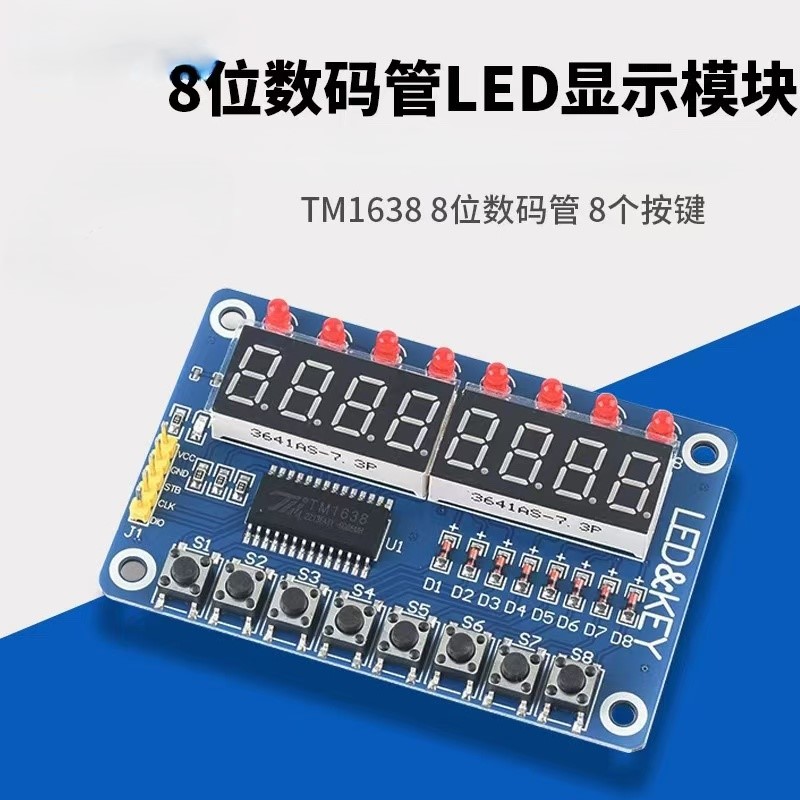 8位数码管LED显示模块
TM1638 8位数码管 8个按键
3641AS-7.3P
3641AS-7.3P
VCC
GND
STB
CLK
DIO
J1
TM1638
U1
8
LED&KEY
D1 D2 D3 D4 D5 D6 D7 D8
S1 S2 S3 S4 S5 S6 S7 S8